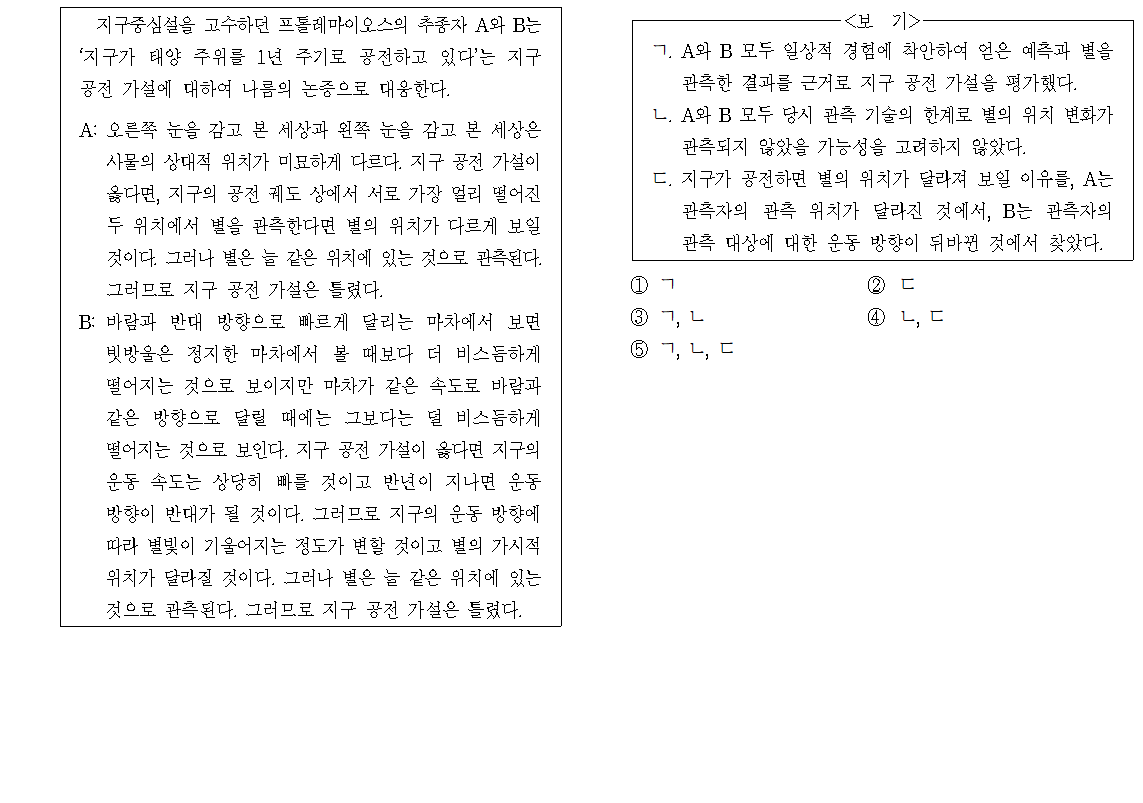 지구중심설을 고수하던 프톨레마이오스의 추종자 A와 B는
‘지구가 태양 주위를 1년 주기로 공전하고 있다’는 지구
공전 가설에 대하여 나름의 논증으로 대응한다.
A: 오른쪽 눈을 감고 본 세상과 왼쪽 눈을 감고 본 세상은
사물의 상대적 위치가 미묘하게 다르다. 지구 공전 가설이
옳다면, 지구의 공전 궤도 상에서 서로 가장 멀리 떨어진
두 위치에서 별을 관측한다면 별의 위치가 다르게 보일
것이다. 그러나 별은 늘 같은 위치에 있는 것으로 관측된다.
그러므로 지구 공전 가설은 틀렸다.
B: 바람과 반대 방향으로 빠르게 달리는 마차에서 보면
빗방울은 정지한 마차에서 볼 때보다 더 비스듬하게
떨어지는 것으로 보이지만 마차가 같은 속도로 바람과
같은 방향으로 달릴 때에는 그보다는 덜 비스듬하게
떨어지는 것으로 보인다. 지구 공전 가설이 옳다면 지구의
운동 속도는 상당히 빠를 것이고 반년이 지나면 운동
방향이 반대가 될 것이다. 그러므로 지구의 운동 방향에
따라 별빛이 기울어지는 정도가 변할 것이고 별의 가시적
위치가 달라질 것이다. 그러나 별은 늘 같은 위치에 있는
것으로 관측된다. 그러므로 지구 공전 가설은 틀렸다.
<보 기>
ㄱ. A와 B 모두 일상적 경험에 착안하여 얻은 예측과 별을
관측한 결과를 근거로 지구 공전 가설을 평가했다.
ㄴ. A와 B 모두 당시 관측 기술의 한계로 별의 위치 변화가
관측되지 않았을 가능성을 고려하지 않았다.
ㄷ. 지구가 공전하면 별의 위치가 달라져 보일 이유를, A는
관측자의 관측 위치가 달라진 것에서, B는 관측자의
관측 대상에 대한 운동 방향이 뒤바뀐 것에서 찾았다.
① ㄱ ② ㄷ
③ ㄱ, ㄴ ④ ㄴ, ㄷ
⑤ ㄱ, ㄴ, ㄷ